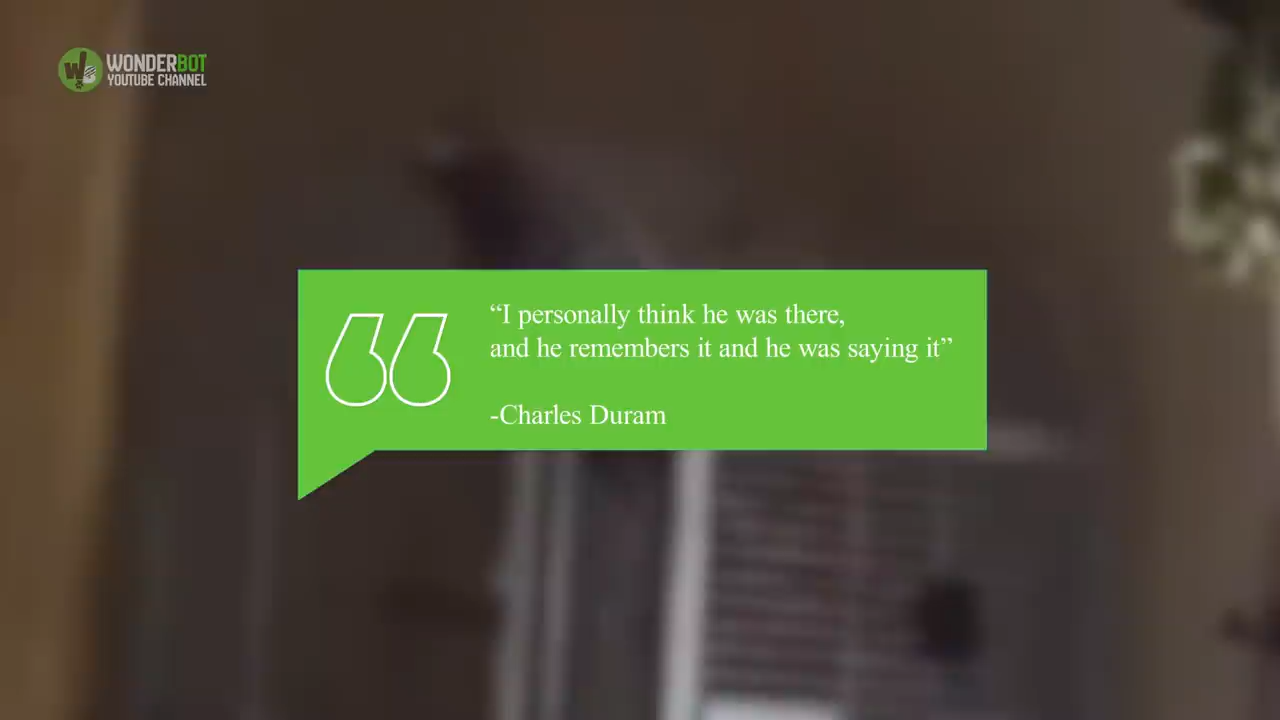 WONDERBOT
YOUTUBE CHANNEL
“I personally think he was there,
and he remembers it and he was saying it”
-Charles Duram